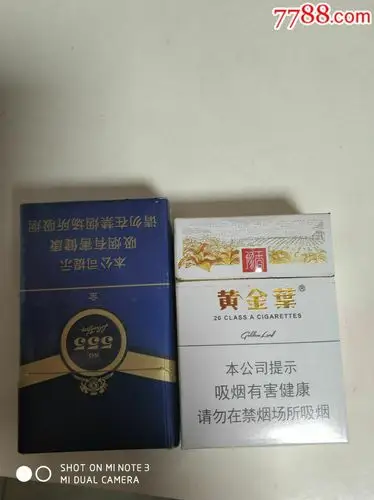 7788.com
请勿在禁烟场所吸烟
吸烟有害健康
本公司提示
金
555
黄金葉®
20 CLASS A CIGARETTES
Golden Leaf
本公司提示
吸烟有害健康
请勿在禁烟场所吸烟
SHOT ON MI NOTE 3
MI DUAL CAMERA